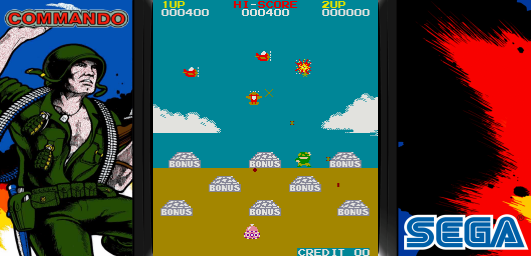 COMMANDO
1UP HI-SCORE 2UP
000400 000400 000000
BONUS BONUS BONUS
BONUS BONUS
BONUS BONUS BONUS
CREDIT 00
SEGA